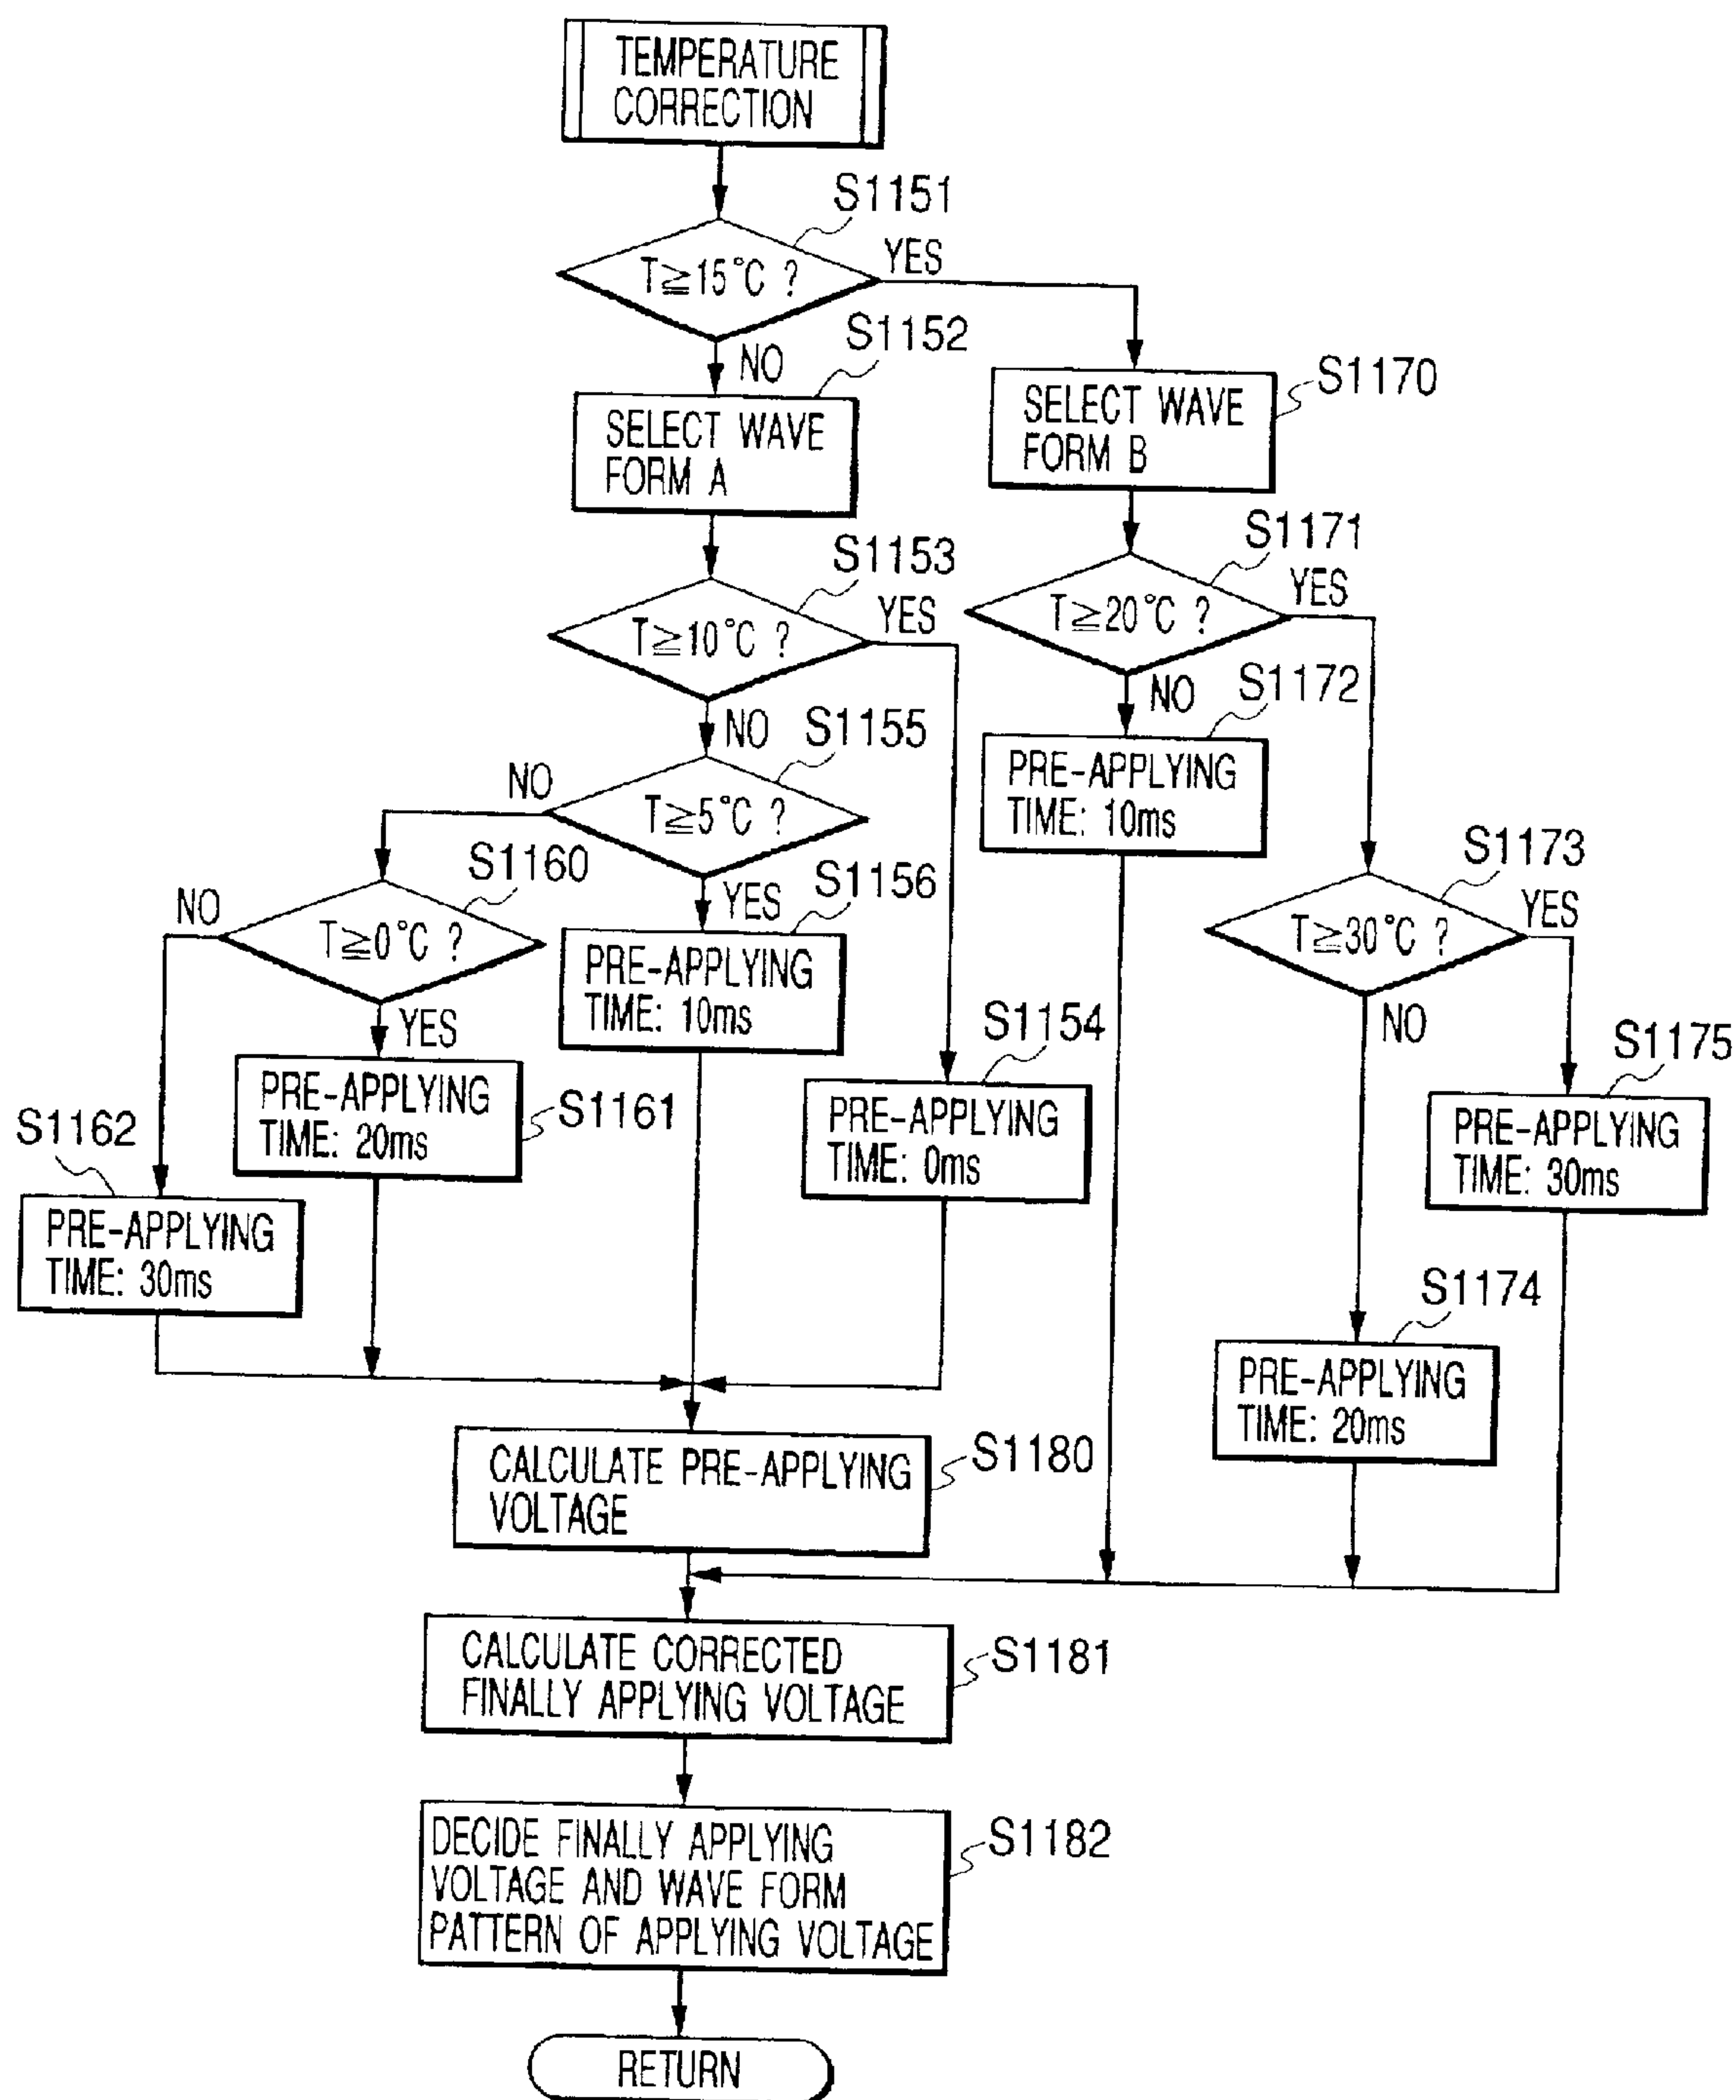 TEMPERATURE
CORRECTION
S1151
T≧15°C ?
YES
NO
S1152
SELECT WAVE
FORM A
S1170
SELECT WAVE
FORM B
S1153
T≧10°C ?
YES
NO
S1171
T≧20°C ?
YES
NO
S1155
T≧5°C ?
NO
YES
S1172
PRE-APPLYING
TIME: 10ms
S1160
T≧0°C ?
NO
YES
S1156
PRE-APPLYING
TIME: 10ms
S1173
T≧30°C ?
YES
NO
S1154
PRE-APPLYING
TIME: 0ms
S1175
PRE-APPLYING
TIME: 30ms
S1161
PRE-APPLYING
TIME: 20ms
S1162
PRE-APPLYING
TIME: 30ms
S1174
PRE-APPLYING
TIME: 20ms
S1180
CALCULATE PRE-APPLYING
VOLTAGE
S1181
CALCULATE CORRECTED
FINALLY APPLYING VOLTAGE
S1182
DECIDE FINALLY APPLYING
VOLTAGE AND WAVE FORM
PATTERN OF APPLYING VOLTAGE
RETURN